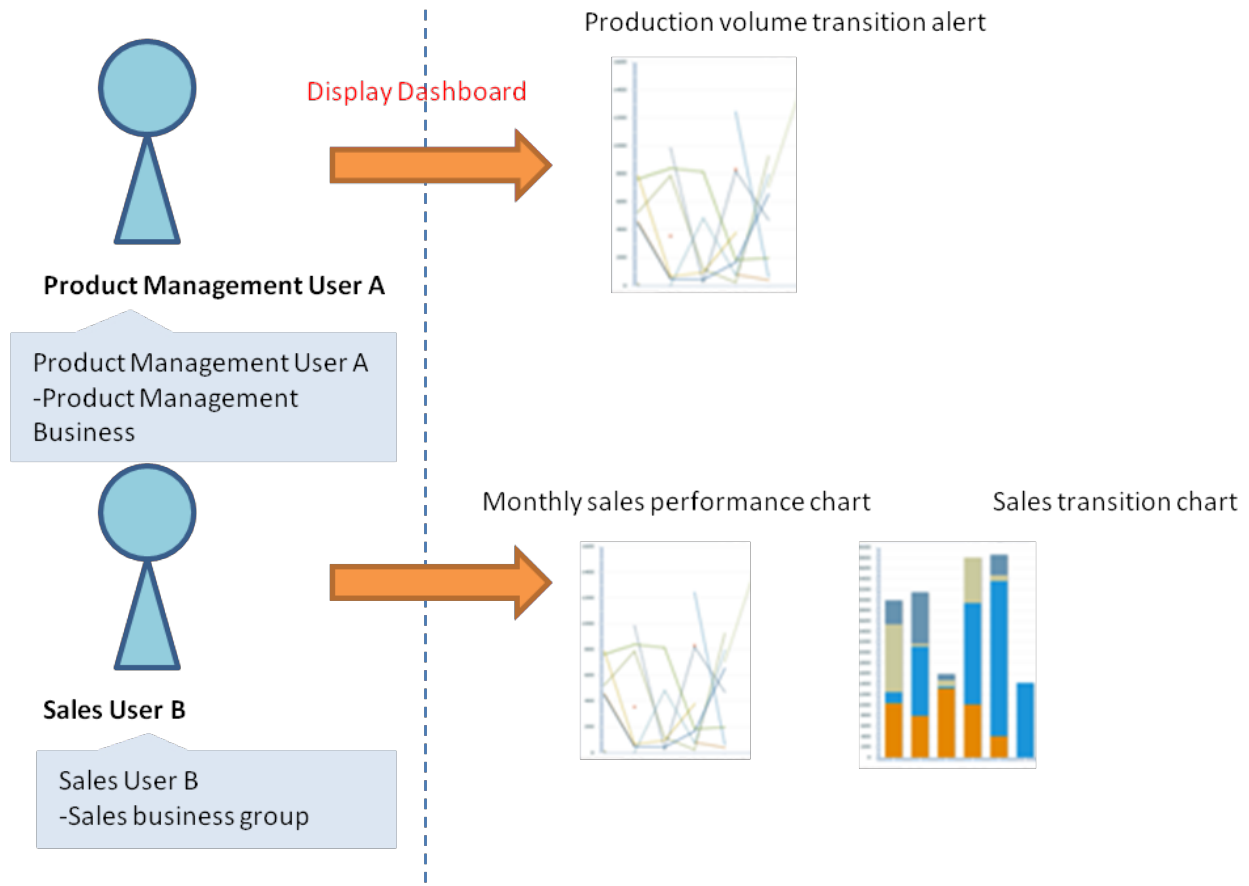 Production volume transition alert
Display Dashboard
Product Management User A
Product Management User A
-Product Management
Business
Monthly sales performance chart
Sales transition chart
Sales User B
Sales User B
-Sales business group